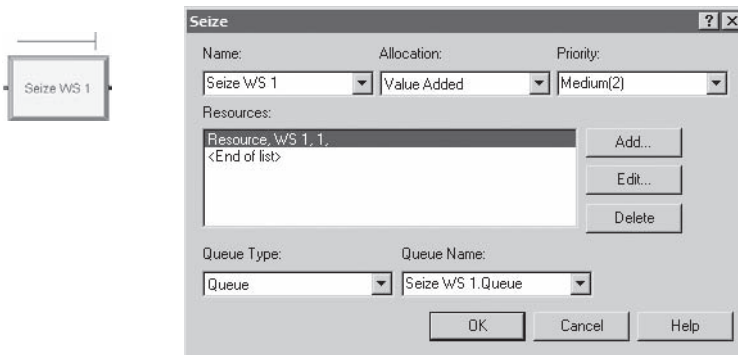 Seize WS 1
Seize
? X
Name: Allocation: Priority:
Seize WS 1 Value Added Medium(2)
Resources:
Resource, WS 1, 1,
<End of list>
Add...
Edit...
Delete
Queue Type: Queue Name:
Queue Seize WS 1.Queue
OK Cancel Help